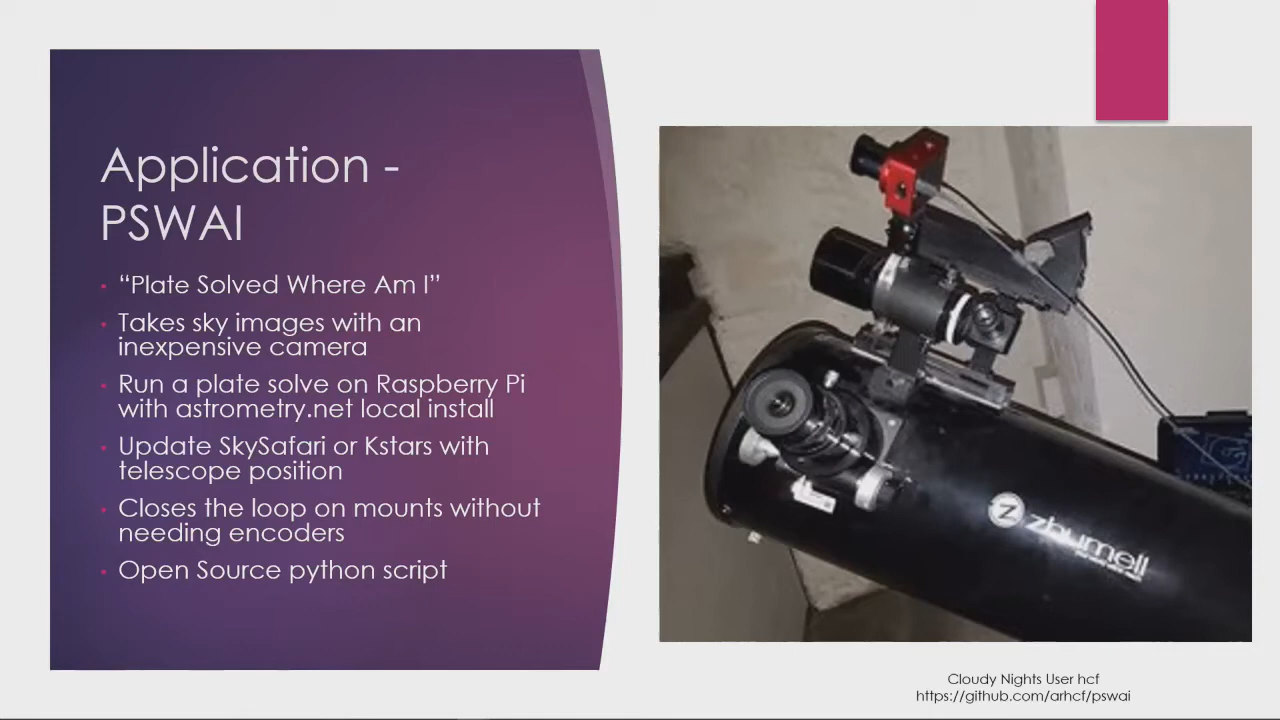 Application -
PSWAI
“Plate Solved Where Am I”
Takes sky images with an
inexpensive camera
Run a plate solve on Raspberry Pi
with astrometry.net local install
Update SkySafari or Kstars with
telescope position
Closes the loop on mounts without
needing encoders
Open Source python script
Z zhumell
Cloudy Nights User hcf
https://github.com/arhcf/pswai